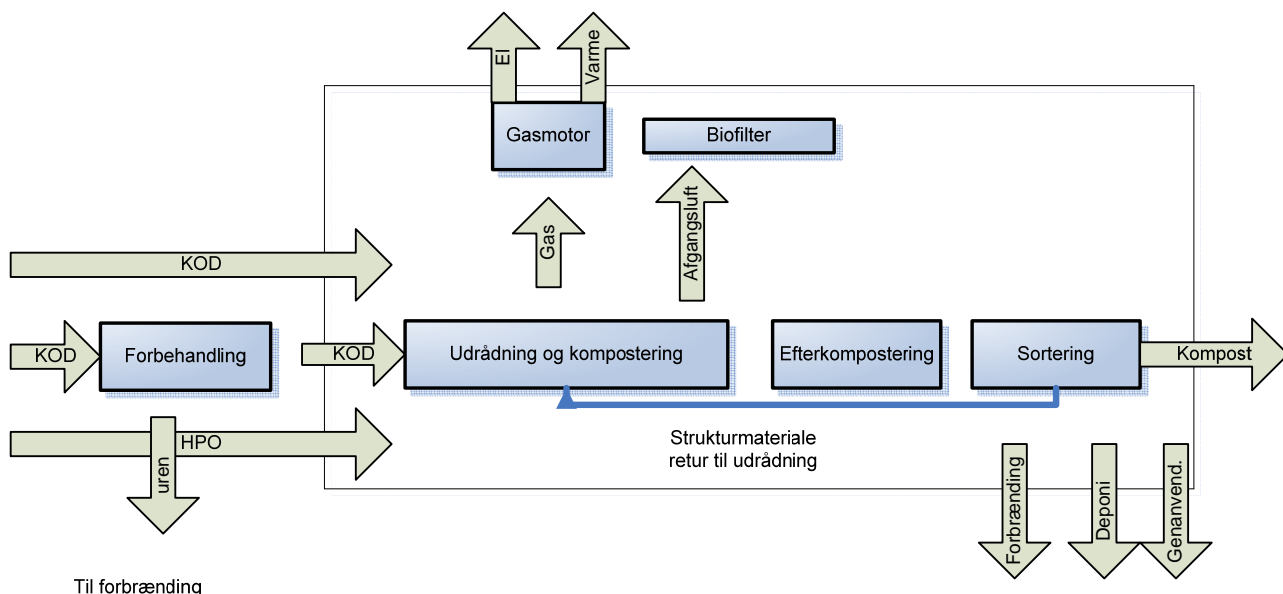 El
Varme
Gasmotor
Biofilter
Gas
Afgangsluft
KOD
KOD
Forbehandling
KOD
Udrådning og kompostering
Efterkompostering
Sortering
Kompost
HPO
uren
Strukturmateriale
retur til udrådning
Forbrænding
Deponi
Genanvend.
Til forbrænding